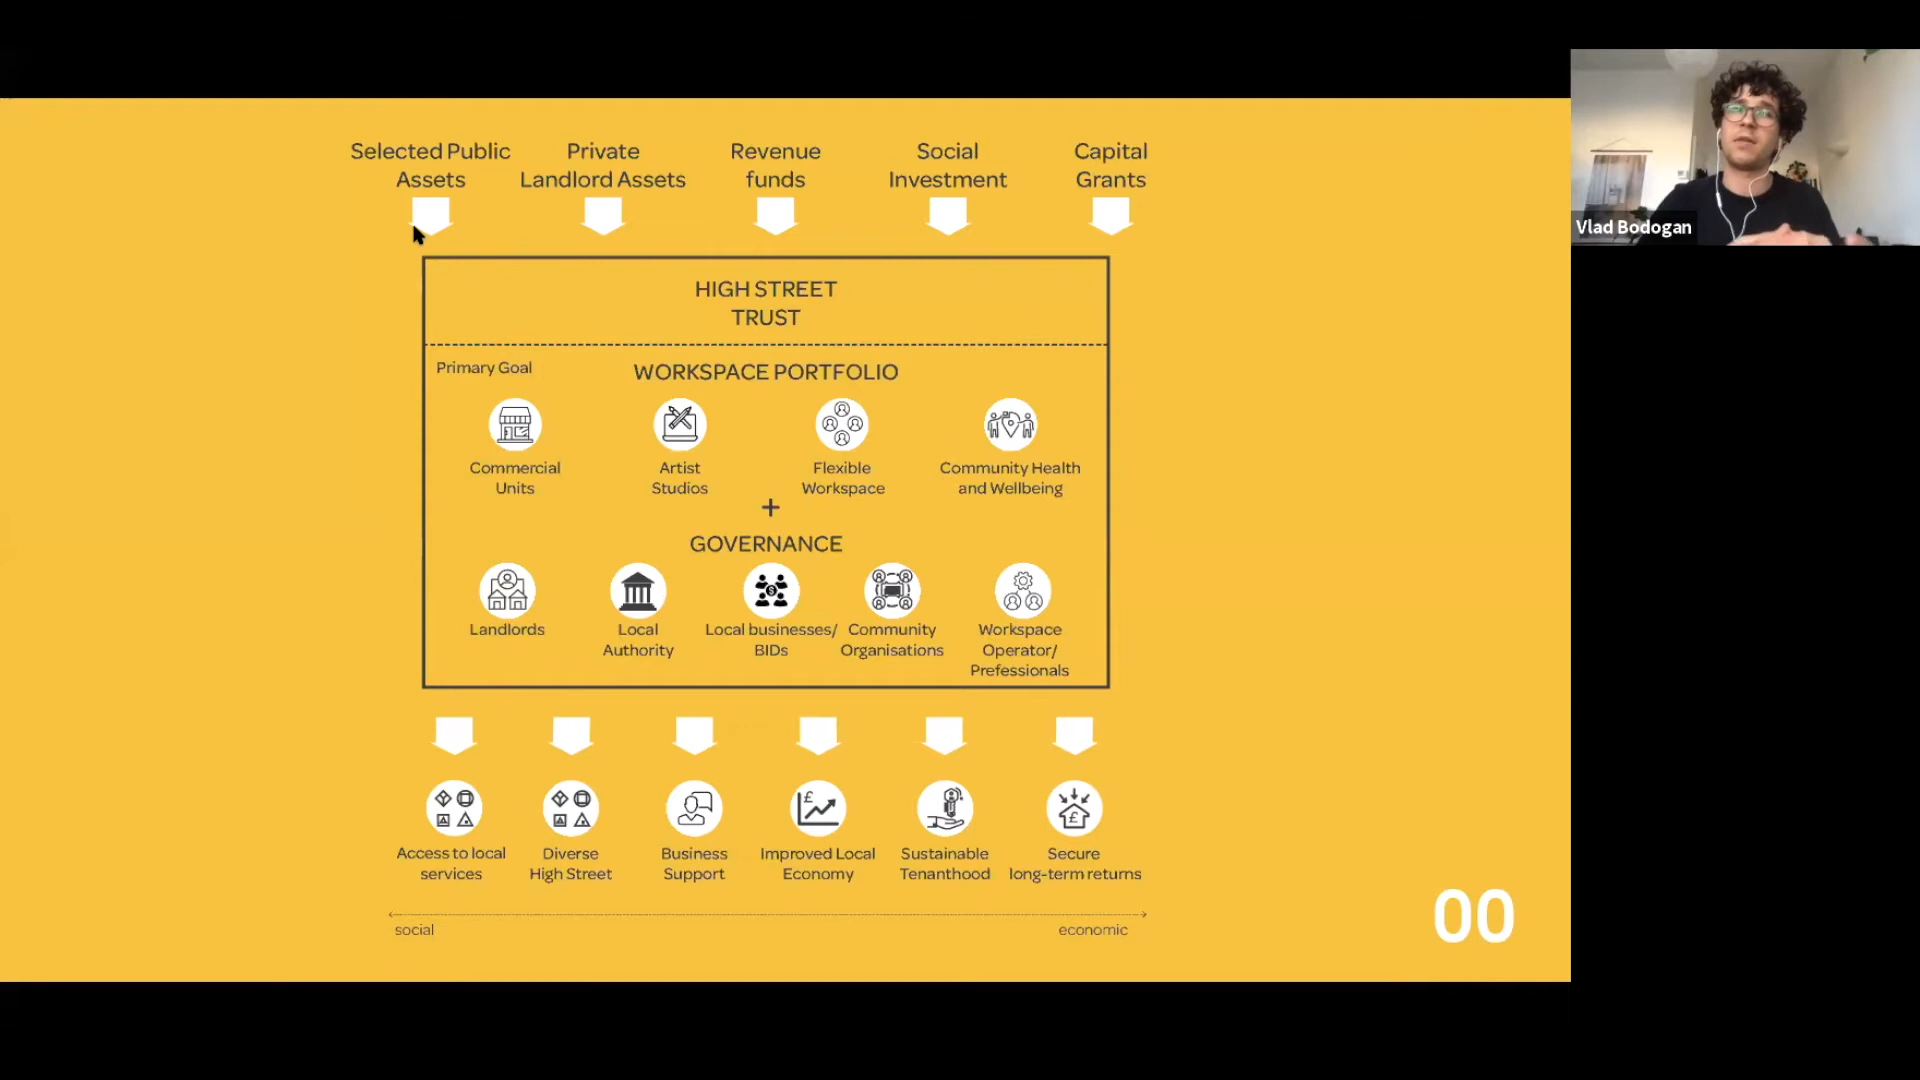 Selected Public
Assets
Private
Landlord Assets
Revenue
funds
Social
Investment
Capital
Grants
Vlad Bodogan
HIGH STREET
TRUST
Primary Goal
WORKSPACE PORTFOLIO
Commercial
Units
Artist
Studios
Flexible
Workspace
Community Health
and Wellbeing
+
GOVERNANCE
Landlords
Local
Authority
Local businesses/
BIDs
Community
Organisations
Workspace
Operator/
Prefessionals
Access to local
services
Diverse
High Street
Business
Support
£
Improved Local
Economy
Sustainable
Tenanthood
£
Secure
long-term returns
social
economic
00